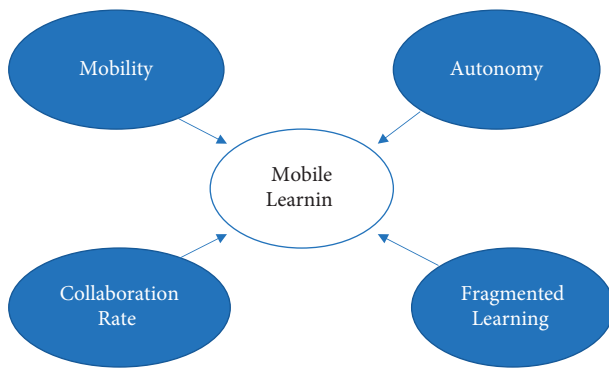 Mobility
Autonomy
Mobile
Learnin
Collaboration
Rate
Fragmented
Learning